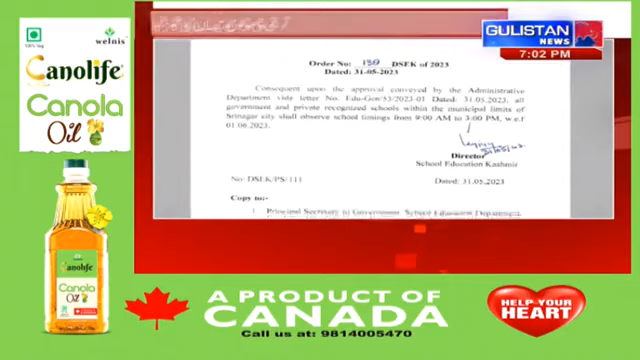 100% Veg
welnis
Canolife
Canola
Oil
GULISTAN
NEWS
7:02 PM
Order No: 130 DSEK of 2023
Dated: 31-05-2023
Consequent upon the approval conveyed by the Administrative
Department vide letter No. Edu-Gen/53/2023-01 Dated: 31.05.2023, all
government and private recognized schools within the municipal limits of
Srinagar city shall observe school timings from 9:00 AM to 3:00 PM, w.e.f
01.06.2023.
Director
School Education Kashmir
No: DSEK/PS/111
Dated: 31.05.2023
Copy to:-
1. Principal Secretary to Government, School Education Department,
Canolife
Canola
Oil
A PRODUCT OF
CANADA
Call us at: 9814005470
HELP YOUR
HEART